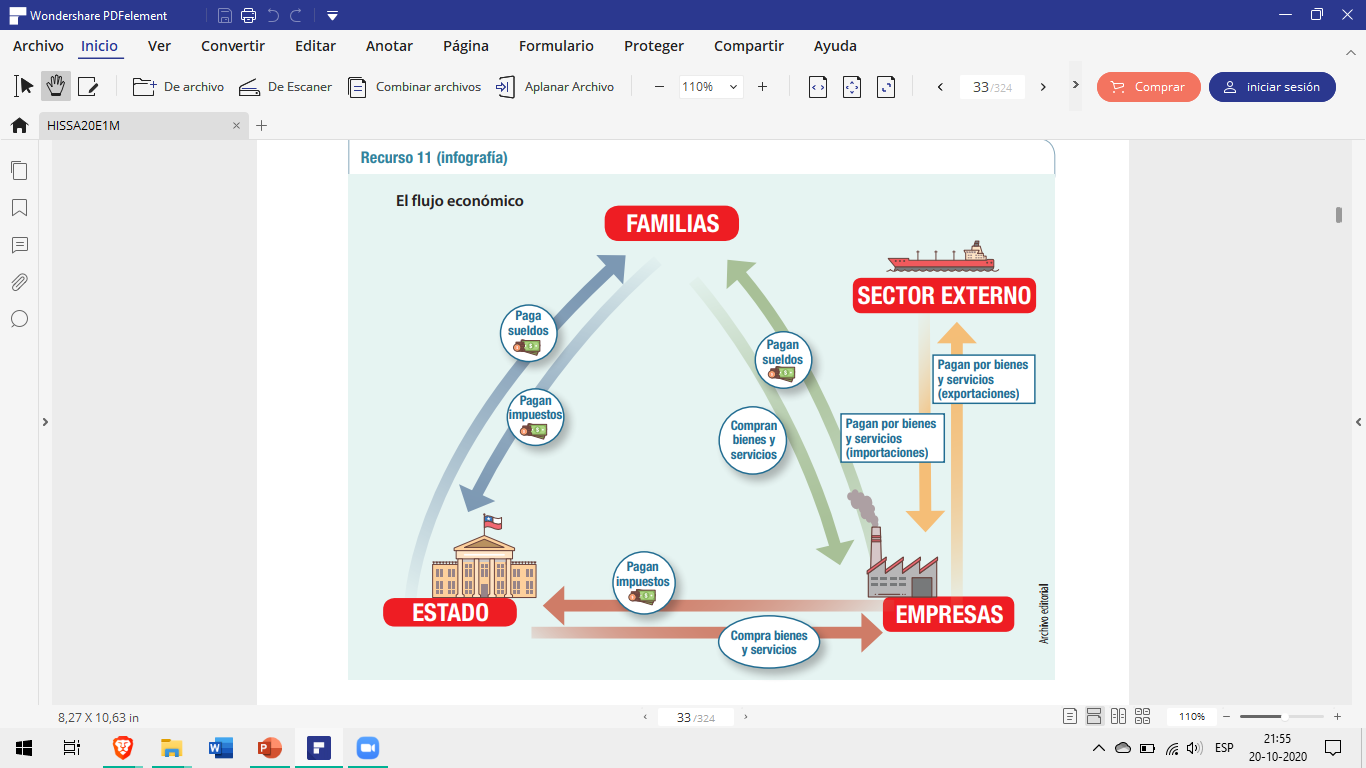 Wondershare PDFelement
Archivo Inicio Ver Convertir Editar Anotar Página Formulario Proteger Compartir Ayuda
De archivo De Escaner Combinar archivos Aplanar Archivo 110% 33/324 Comprar iniciar sesión
HISSA20E1M
Recurso 11 (infografía)
El flujo económico
FAMILIAS
SECTOR EXTERNO
Paga
sueldos
Pagan
impuestos
Pagan
sueldos
Compran
bienes y
servicios
Pagan por bienes
y servicios
(exportaciones)
Pagan por bienes
y servicios
(importaciones)
ESTADO
Pagan
impuestos
Compra bienes
y servicios
EMPRESAS
Archivo editorial
8,27 X 10,63 in 33/324 110%
ESP
21:55
20-10-2020